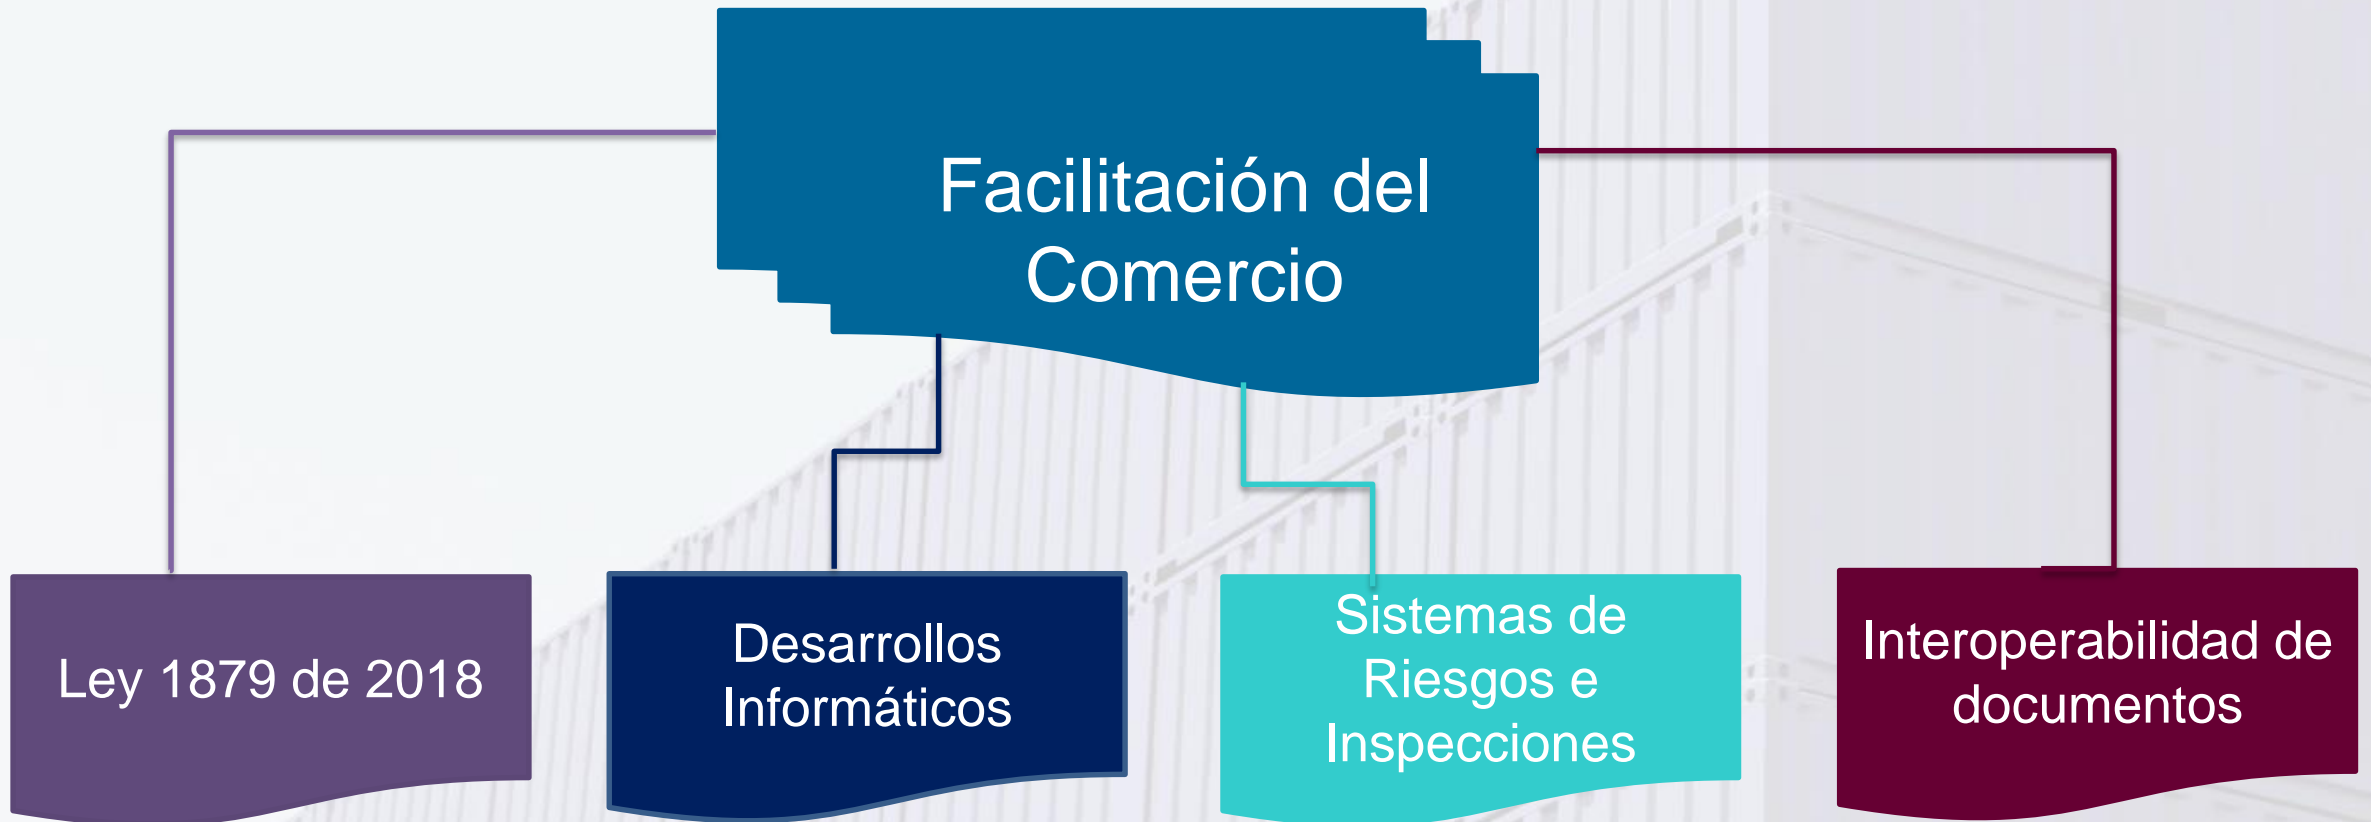 Facilitación del
Comercio
Ley 1879 de 2018
Desarrollos
Informáticos
Sistemas de
Riesgos e
Inspecciones
Interoperabilidad de
documentos